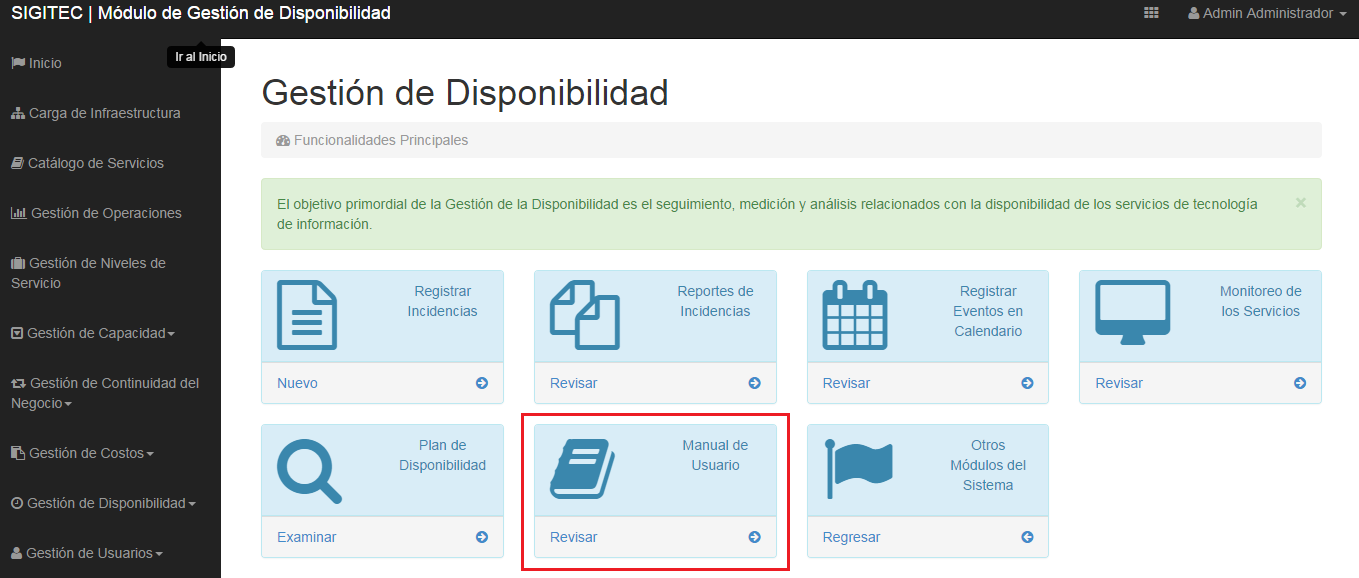 SIGITEC | Módulo de Gestión de Disponibilidad
Admin Administrador
Ir al Inicio
Inicio
Carga de Infraestructura
Catálogo de Servicios
Gestión de Operaciones
Gestión de Niveles de
Servicio
Gestión de Capacidad
Gestión de Continuidad del
Negocio
Gestión de Costos
Gestión de Disponibilidad
Gestión de Usuarios
Gestión de Disponibilidad
Funcionalidades Principales
El objetivo primordial de la Gestión de la Disponibilidad es el seguimiento, medición y análisis relacionados con la disponibilidad de los servicios de tecnología
de información.
×
Registrar
Incidencias
Nuevo
Reportes de
Incidencias
Revisar
Registrar
Eventos en
Calendario
Revisar
Monitoreo de
los Servicios
Revisar
Plan de
Disponibilidad
Examinar
Manual de
Usuario
Revisar
Otros
Módulos del
Sistema
Regresar